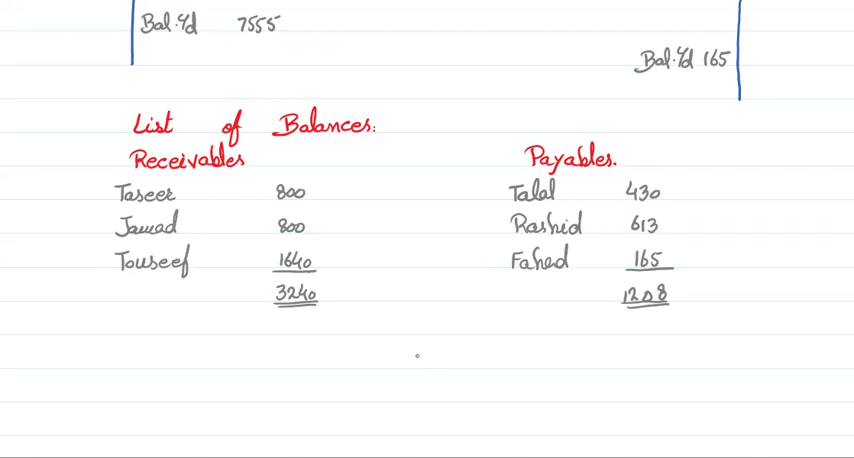 Bal. c/d 7555
Bal. c/d 165
List of Balances:
Receivables Payables.
Taseer 800 Talal 430
Jawad 800 Rashid 613
Touseef 1640 Fahed 165
3240 1208